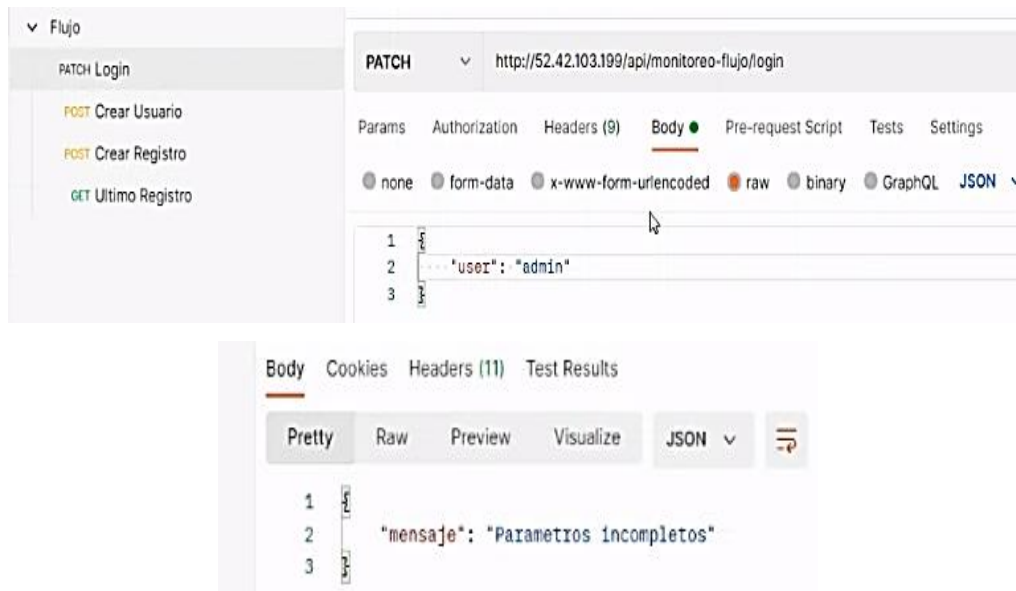 Flujo
PATCH Login
POST Crear Usuario
POST Crear Registro
GET Ultimo Registro
PATCH http://52.42.103.199/api/monitoreo-flujo/login
Params Authorization Headers (9) Body Pre-request Script Tests Settings
none form-data x-www-form-urlencoded raw binary GraphQL JSON
1 {
2 "user": "admin"
3 }
Body Cookies Headers (11) Test Results
Pretty Raw Preview Visualize JSON
1 {
2 "mensaje": "Parametros incompletos"
3 }